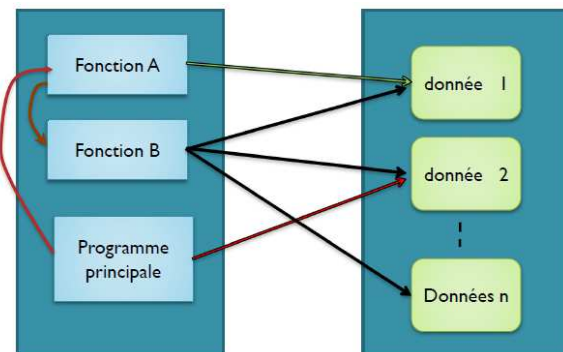 Fonction A
Fonction B
Programme
principale
donnée 1
donnée 2
Données n